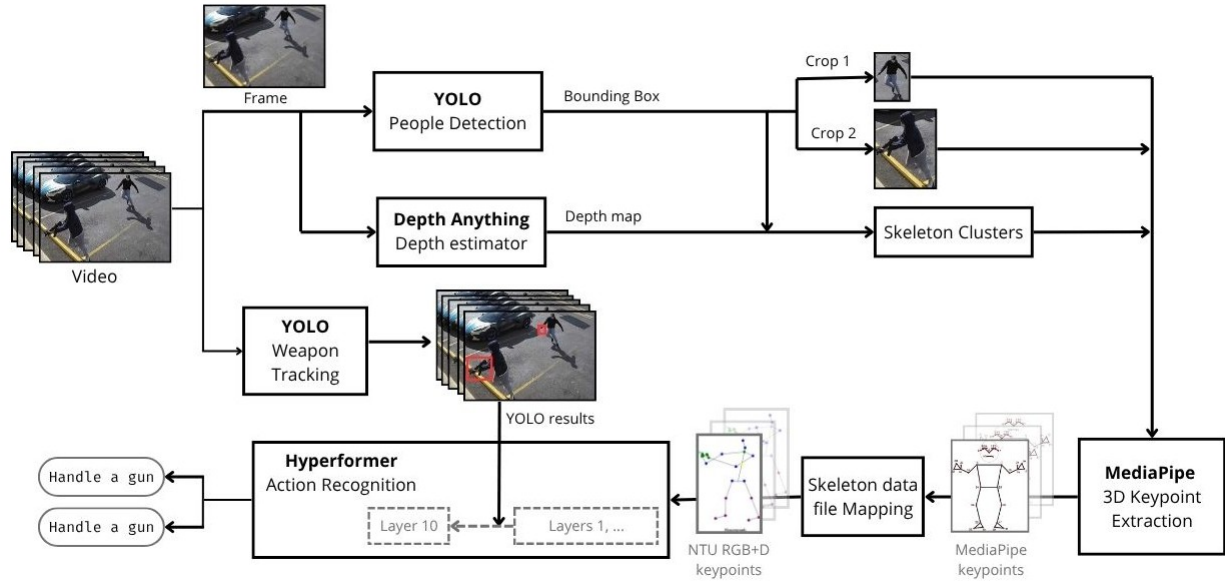 Frame
YOLO
People Detection
Bounding Box
Crop 1
Crop 2
Video
Depth Anything
Depth estimator
Depth map
Skeleton Clusters
YOLO
Weapon
Tracking
YOLO results
Hyperformer
Action Recognition
Layer 10
Layers 1, ...
Handle a gun
Handle a gun
NTU RGB+D
keypoints
Skeleton data
file Mapping
MediaPipe
keypoints
MediaPipe
3D Keypoint
Extraction